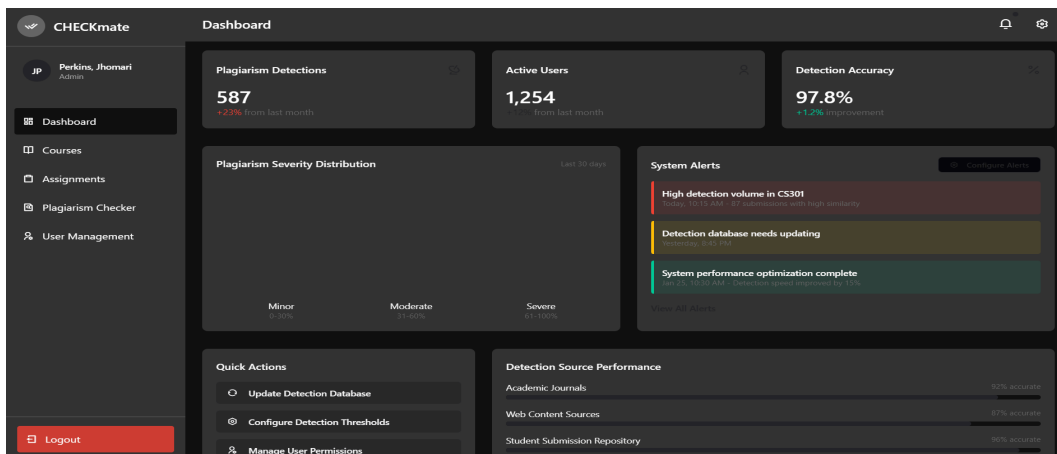 CHECKmate
Dashboard
JP
Perkins, Jhomari
Admin
Dashboard
Courses
Assignments
Plagiarism Checker
User Management
Logout
Plagiarism Detections
587
+23% from last month
Active Users
1,254
from last month
Detection Accuracy
97.8%
+1.2% improvement
Plagiarism Severity Distribution
Last 30 days
Minor
0-30%
Moderate
31-60%
Severe
61-100%
System Alerts
Configure Alerts
High detection volume in CS301
Today, 10:15 AM - 87 submissions with high similarity
Detection database needs updating
Yesterday, 9:45 PM
System performance optimization complete
Jan 25, 10:30 AM - Detection speed improved by 15%
View All Alerts
Quick Actions
Update Detection Database
Configure Detection Thresholds
Manage User Permissions
Detection Source Performance
Academic Journals
92% accurate
Web Content Sources
87% accurate
Student Submission Repository
96% accurate